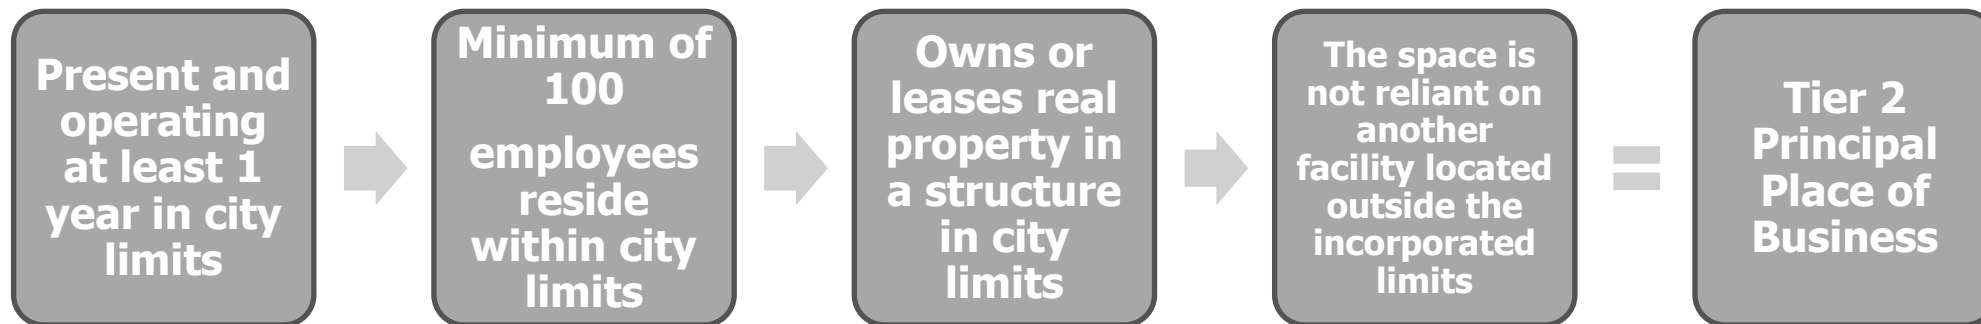 Present and
operating
at least 1
year in city
limits
Minimum of
100
employees
reside
within city
limits
Owns or
leases real
property in
a structure
in city
limits
The space is
not reliant on
another
facility located
outside the
incorporated
limits
Tier 2
Principal
Place of
Business